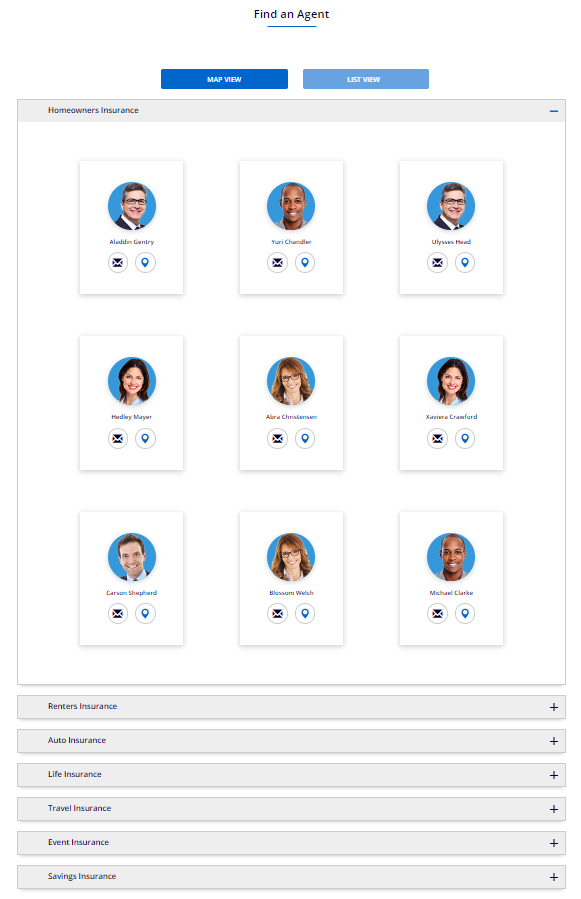 Find an Agent
MAP VIEW LIST VIEW
Homeowners Insurance
Aladdin Gentry Yuri Chandler Ulysses Head
Hedley Mayer Abra Christensen Xaviera Crawford
Carson Shepherd Blossom Welch Michael Clarke
Renters Insurance
Auto Insurance
Life Insurance
Travel Insurance
Event Insurance
Savings Insurance